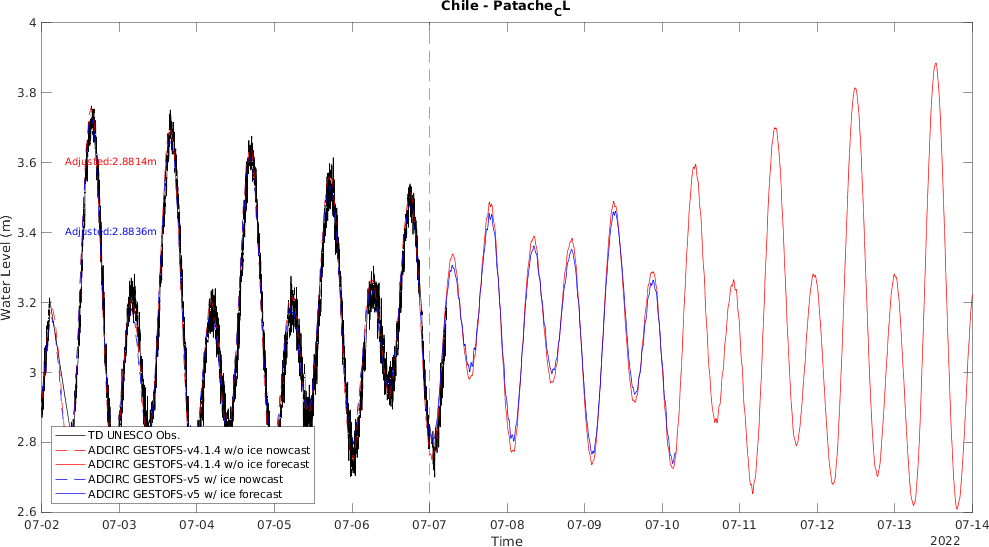 Chile - Patache_CL
4
3.8
3.6
3.4
3.2
3
2.8
2.6
Water Level (m)
Adjusted:2.8814m
Adjusted:2.8836m
TD UNESCO Obs.
ADCIRC GESTOFS-v4.1.4 w/o ice nowcast
ADCIRC GESTOFS-v4.1.4 w/o ice forecast
ADCIRC GESTOFS-v5 w/ ice nowcast
ADCIRC GESTOFS-v5 w/ ice forecast
07-02 07-03 07-04 07-05 07-06 07-07 07-08 07-09 07-10 07-11 07-12 07-13 07-14
Time
2022